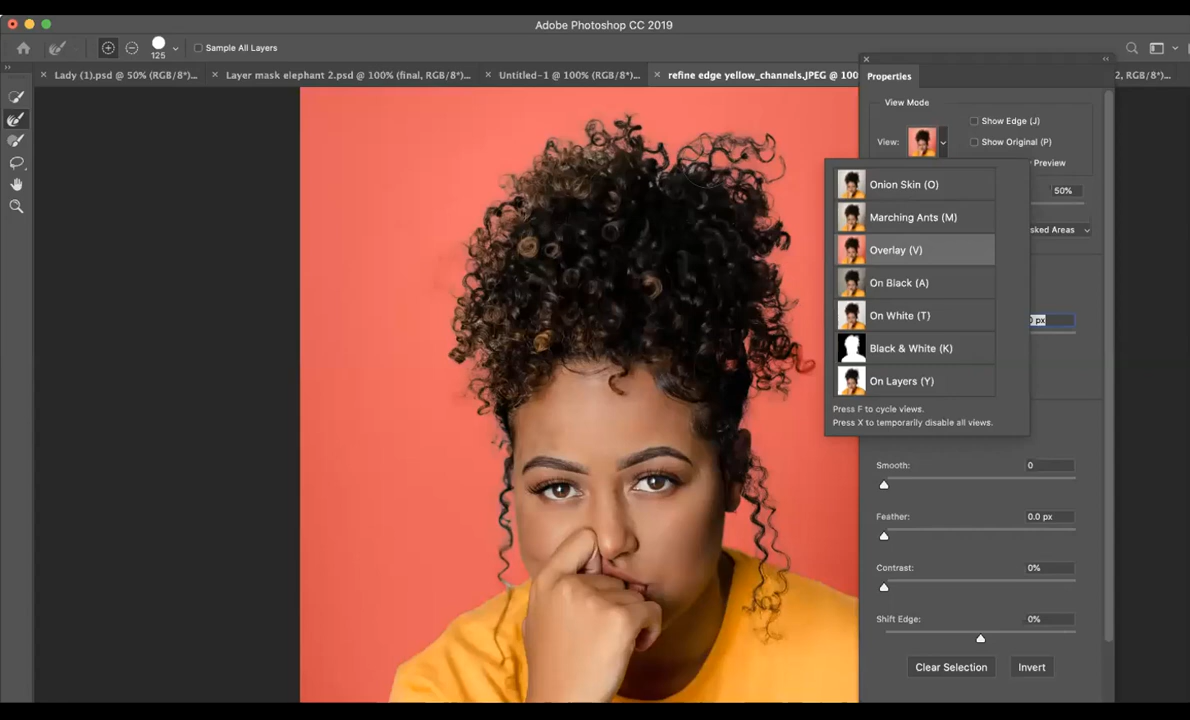 Adobe Photoshop CC 2019
125
Sample All Layers
Lady (1).psd @ 50% (RGB/8*)...
Layer mask elephant 2.psd @ 100% (final, RGB/8*)...
Untitled-1 @ 100% (RGB/8*)...
refine edge yellow_channels.JPEG @ 100
2, RGB/8*)...
Properties
View Mode
Show Edge (J)
View:
Show Original (P)
Preview
Onion Skin (O)
50%
Marching Ants (M)
sked Areas
Overlay (V)
On Black (A)
On White (T)
0 px
Black & White (K)
On Layers (Y)
Press F to cycle views.
Press X to temporarily disable all views.
Smooth:
0
Feather:
0.0 px
Contrast:
0%
Shift Edge:
0%
Clear Selection
Invert